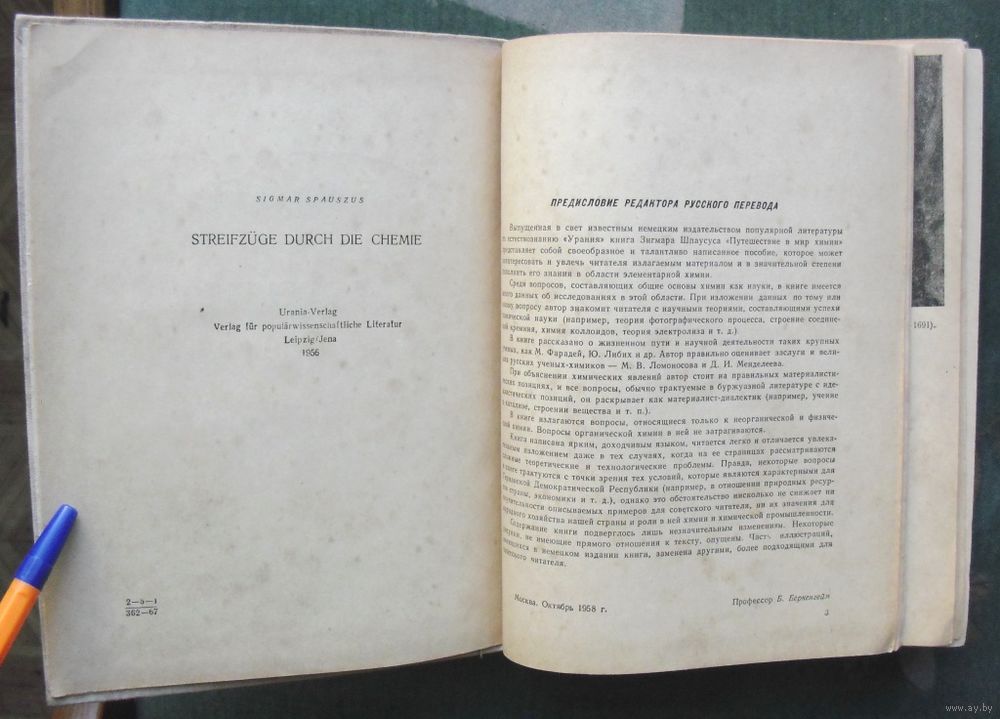 SIGMAR SPAUSZUS
STREIFZÜGE DURCH DIE CHEMIE
Urania-Verlag
Verlag für populärwissenschaftliche Literatur
Leipzig/Jena
1956
2—5—1
362—67
ПРЕДИСЛОВИЕ РЕДАКТОРА РУССКОГО ПЕРЕВОДА
Выпущенная в свет известным немецким издательством популярной литературы
по естествознанию «Урания» книга Зигмара Шпаусуса «Путешествие в мир химии»
представляет собой своеобразное и талантливо написанное пособие, которое может
заинтересовать и увлечь читателя излагаемым материалом и в значительной степени
пополнить его знания в области элементарной химии.
Среди вопросов, составляющих общие основы химии как науки, в книге имеется
много данных об исследованиях в этой области. При изложении данных по тому или
иному вопросу автор знакомит читателя с научными теориями, составляющими успехи
химической науки (например, теория фотографического процесса, строение соедине-
ний кремния, химия коллоидов, теория электролиза и т. д.).
В книге рассказано о жизненном пути и научной деятельности таких крупных
ученых, как М. Фарадей, Ю. Либих и др. Автор правильно оценивает заслуги и вели-
чие русских ученых-химиков — М. В. Ломоносова и Д. И. Менделеева.
При объяснении химических явлений автор стоит на правильных материалисти-
ческих позициях, и все вопросы, обычно трактуемые в буржуазной литературе с иде-
алистических позиций, он раскрывает как материалист-диалектик (например, учение
о катализе, строении вещества и т. п.).
В книге излагаются вопросы, относящиеся только к неорганической и физиче-
ской химии. Вопросы органической химии в ней не затрагиваются.
Книга написана ярким, доходчивым языком, читается легко и отличается увлека-
тельным изложением даже в тех случаях, когда на ее страницах рассматриваются
сложные теоретические и технологические проблемы. Правда, некоторые вопросы
в книге трактуются с точки зрения тех условий, которые являются характерными для
Германской Демократической Республики (например, в отношении природных ресур-
сов страны, экономики и т. д.), однако это обстоятельство нисколько не снижает ни
поучительности описываемых примеров для советского читателя, ни их значения для
народного хозяйства нашей страны и роли в ней химии и химической промышленности.
Содержание книги подверглось лишь незначительным изменениям. Некоторые
рисунки, не имеющие прямого отношения к тексту, опущены. Часть иллюстраций,
имеющихся в немецком издании книги, заменена другими, более подходящими для
советского читателя.
Москва. Октябрь 1958 г.
Профессор Б. Беркенгейм
3
1691).
www.ay.by